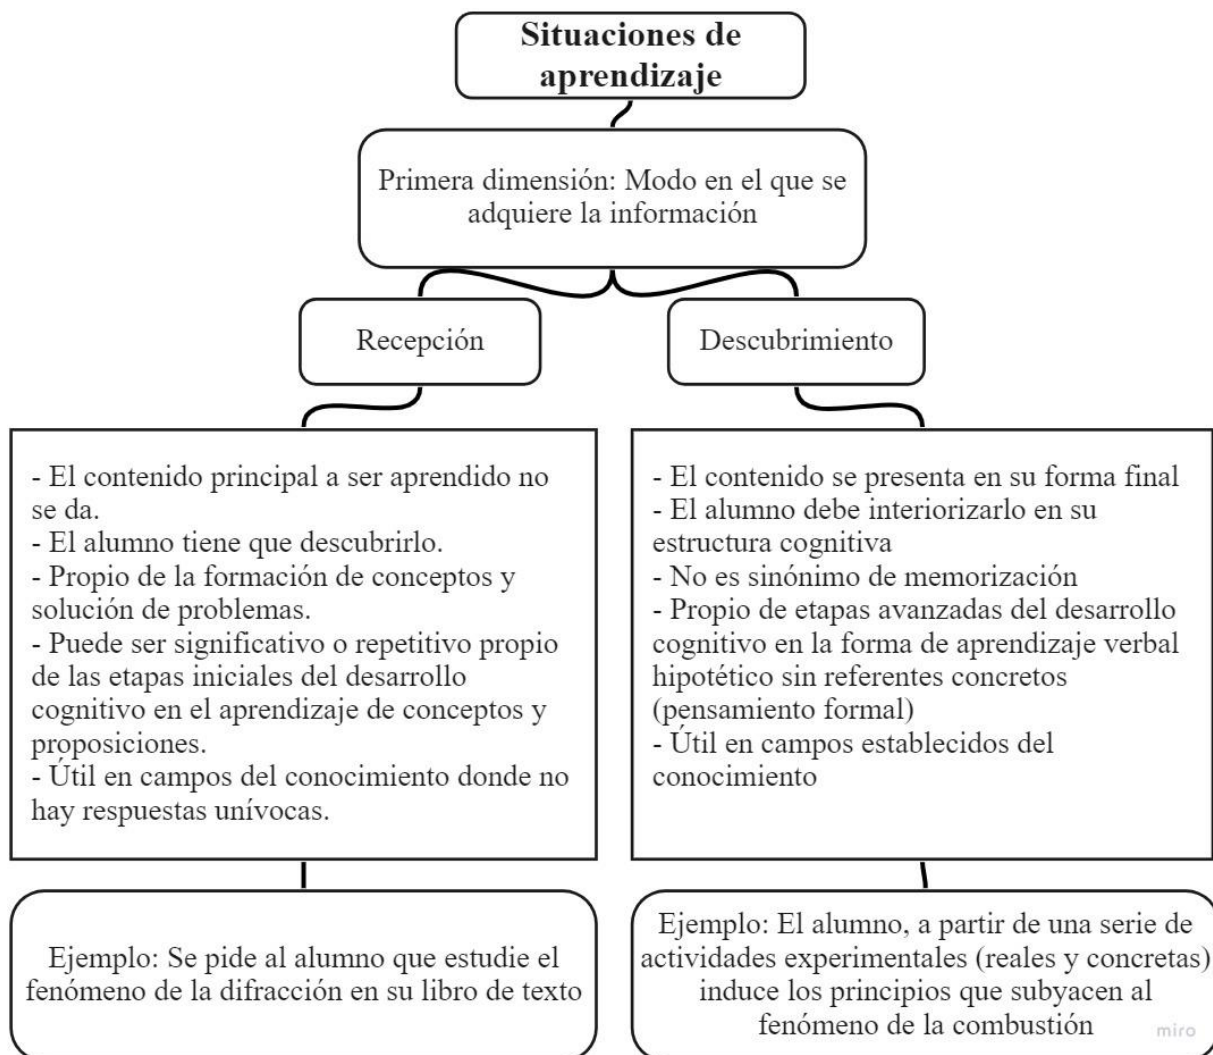 Situaciones de
aprendizaje
Primera dimensión: Modo en el que se
adquiere la información
Recepción
Descubrimiento
- El contenido principal a ser aprendido no
se da.
- El alumno tiene que descubrirlo.
- Propio de la formación de conceptos y
solución de problemas.
- Puede ser significativo o repetitivo propio
de las etapas iniciales del desarrollo
cognitivo en el aprendizaje de conceptos y
proposiciones.
- Útil en campos del conocimiento donde no
hay respuestas unívocas.
- El contenido se presenta en su forma final
- El alumno debe interiorizarlo en su
estructura cognitiva
- No es sinónimo de memorización
- Propio de etapas avanzadas del desarrollo
cognitivo en la forma de aprendizaje verbal
hipotético sin referentes concretos
(pensamiento formal)
- Útil en campos establecidos del
conocimiento
Ejemplo: Se pide al alumno que estudie el
fenómeno de la difracción en su libro de texto
Ejemplo: El alumno, a partir de una serie de
actividades experimentales (reales y concretas)
induce los principios que subyacen al
fenómeno de la combustión
miro